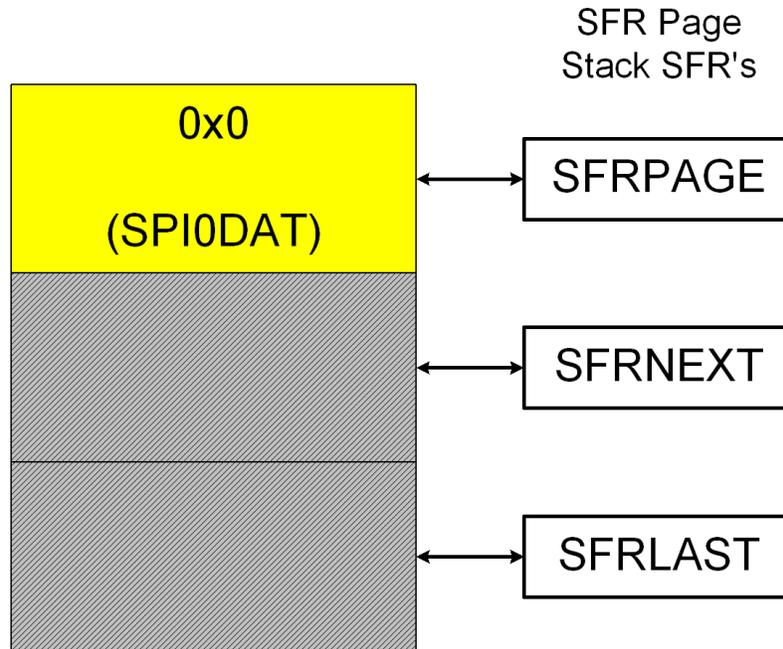 SFR Page
Stack SFR's
0x0
(SPI0DAT)
SFRPAGE
SFRNEXT
SFRLAST